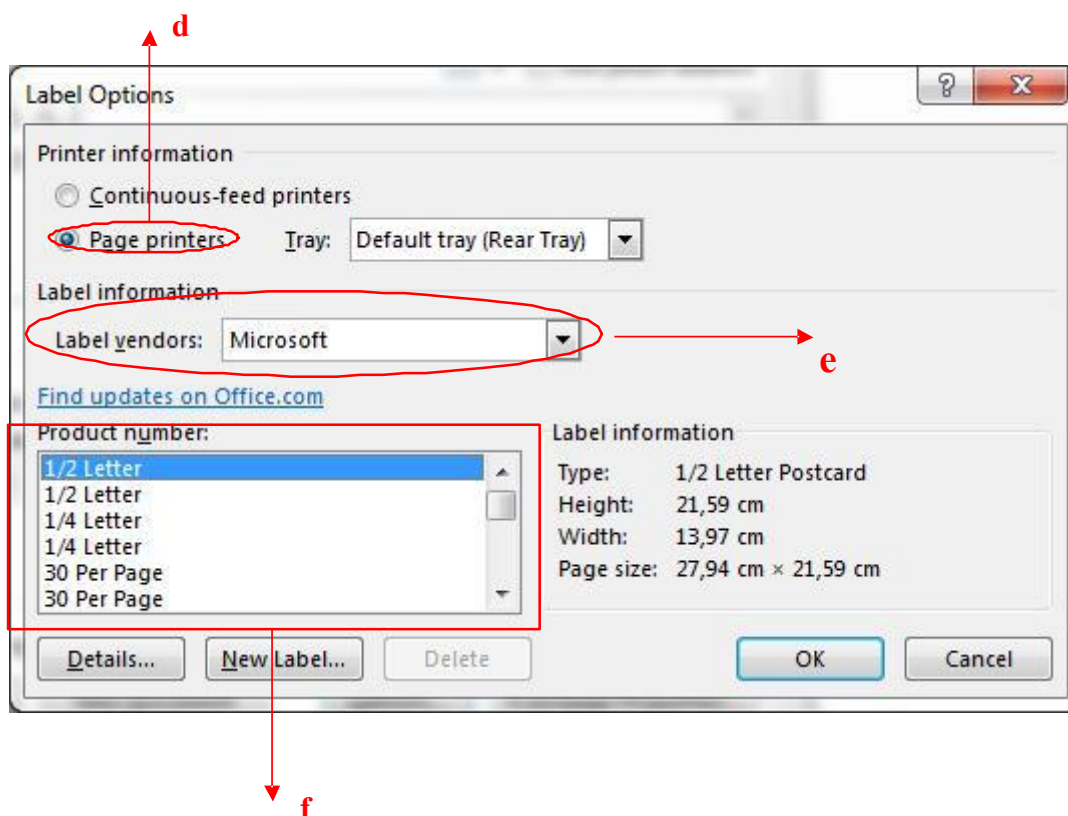 d
Label Options
Printer information
Continuous-feed printers
Page printers Tray: Default tray (Rear Tray)
Label information
Label vendors: Microsoft
e
Find updates on Office.com
Product number:
1/2 Letter
1/2 Letter
1/4 Letter
1/4 Letter
30 Per Page
30 Per Page
Label information
Type: 1/2 Letter Postcard
Height: 21,59 cm
Width: 13,97 cm
Page size: 27,94 cm × 21,59 cm
Details... New Label... Delete OK Cancel
f